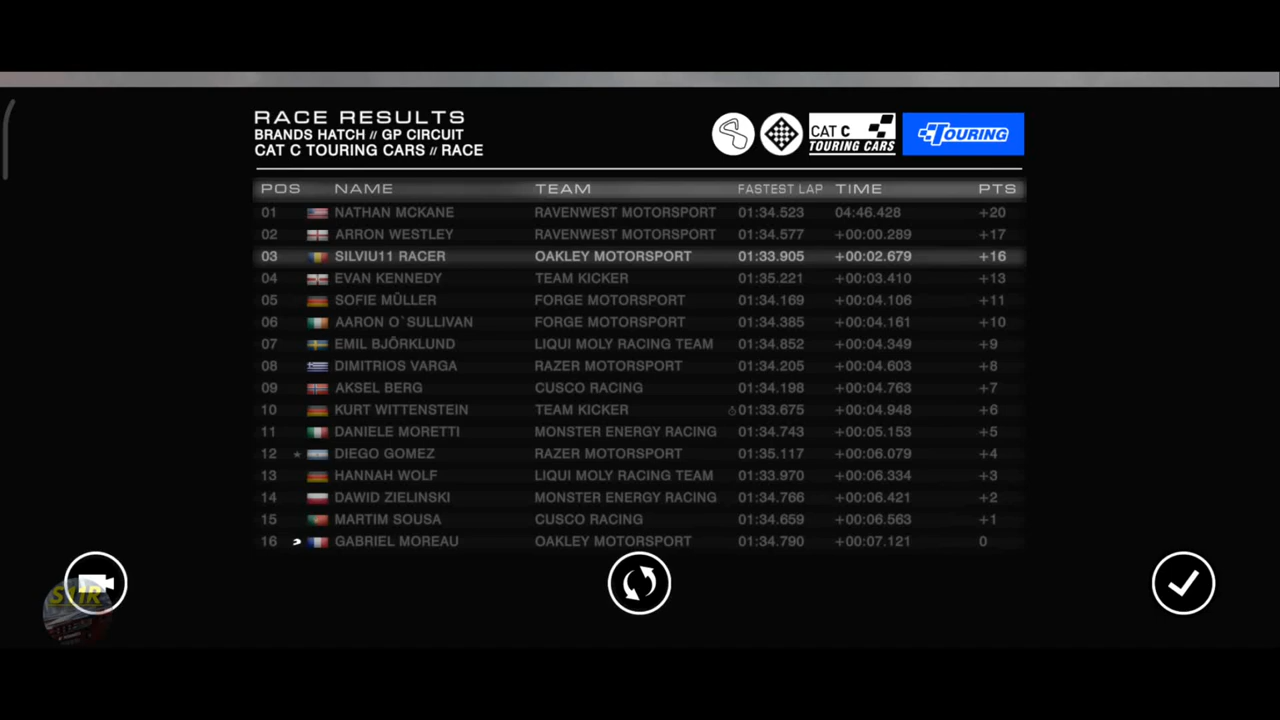 RACE RESULTS
BRANDS HATCH // GP CIRCUIT
CAT C TOURING CARS // RACE
CAT C
TOURING CARS
TOURING
POS NAME TEAM FASTEST LAP TIME PTS
01 NATHAN MCKANE RAVENWEST MOTORSPORT 01:34.523 04:46.428 +20
02 ARRON WESTLEY RAVENWEST MOTORSPORT 01:34.577 +00:00.289 +17
03 SILVIU11 RACER OAKLEY MOTORSPORT 01:33.905 +00:02.679 +16
04 EVAN KENNEDY TEAM KICKER 01:35.221 +00:03.410 +13
05 SOFIE MÜLLER FORGE MOTORSPORT 01:34.169 +00:04.106 +11
06 AARON O`SULLIVAN FORGE MOTORSPORT 01:34.385 +00:04.161 +10
07 EMIL BJÖRKLUND LIQUI MOLY RACING TEAM 01:34.852 +00:04.349 +9
08 DIMITRIOS VARGA RAZER MOTORSPORT 01:34.205 +00:04.603 +8
09 AKSEL BERG CUSCO RACING 01:34.198 +00:04.763 +7
10 KURT WITTENSTEIN TEAM KICKER 01:33.675 +00:04.948 +6
11 DANIELE MORETTI MONSTER ENERGY RACING 01:34.743 +00:05.153 +5
12 DIEGO GOMEZ RAZER MOTORSPORT 01:35.117 +00:06.079 +4
13 HANNAH WOLF LIQUI MOLY RACING TEAM 01:33.970 +00:06.334 +3
14 DAWID ZIELINSKI MONSTER ENERGY RACING 01:34.766 +00:06.421 +2
15 MARTIM SOUSA CUSCO RACING 01:34.659 +00:06.563 +1
16 GABRIEL MOREAU OAKLEY MOTORSPORT 01:34.790 +00:07.121 0
S11R